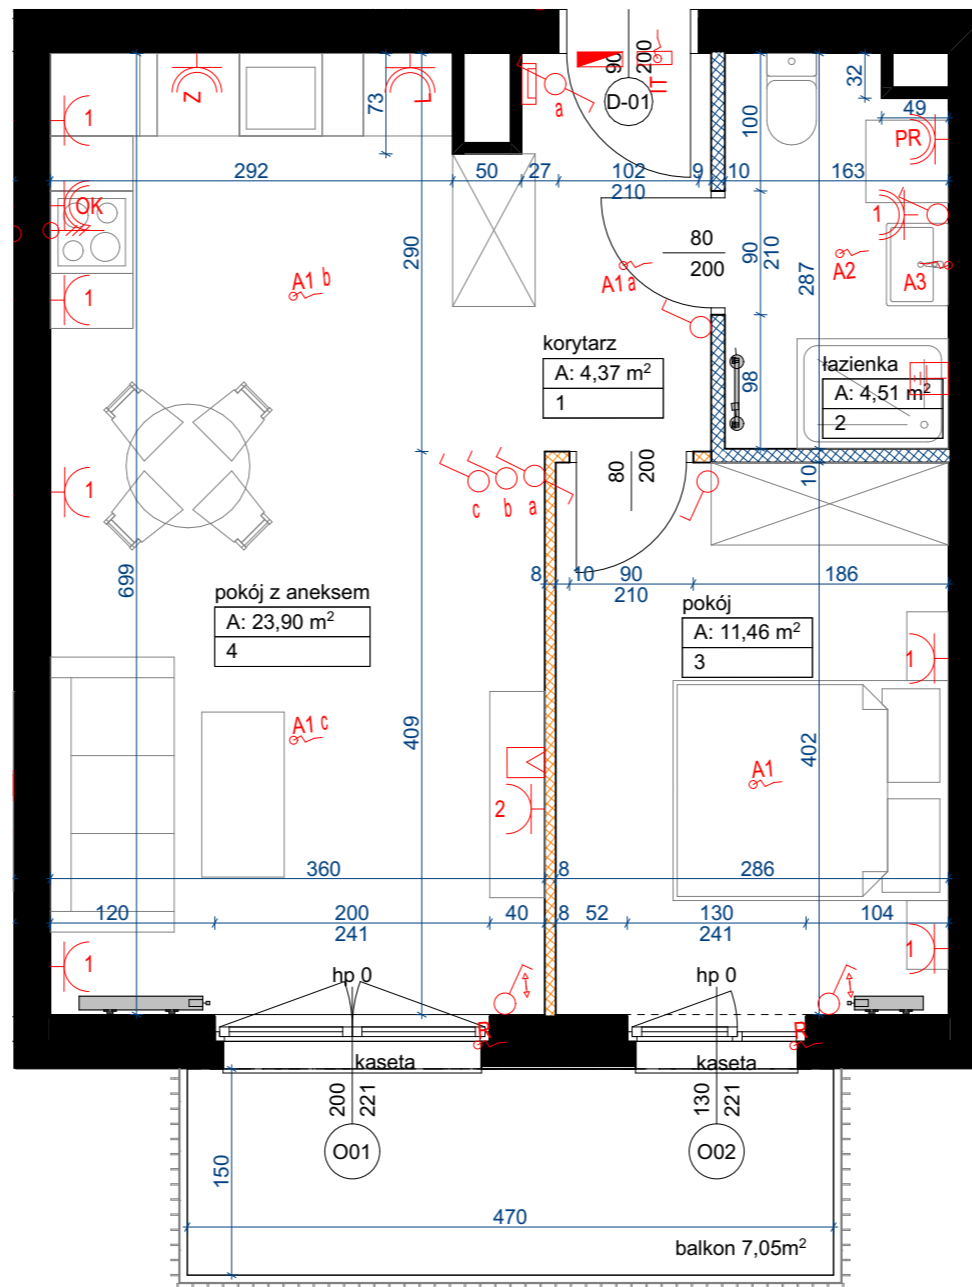 90
200
D-01
IT
a
Z
L
73
1
292
50
27
102
210
9
10
163
100
32
49
PR
OK
1
290
80
200
90
210
287
A2
A3
1
A1 b
A1 a
korytarz
A: 4,37 m²
1
98
łazienka
A: 4,51 m²
2
1
c
b
a
80
200
10
699
8
10
90
210
186
pokój z aneksem
A: 23,90 m²
4
pokój
A: 11,46 m²
3
1
A1 c
409
402
A1
2
360
8
286
120
200
241
40
8
52
130
241
104
1
1
hp 0
hp 0
R
R
kaseta
kaseta
200
221
130
221
O01
O02
150
470
balkon 7,05m²